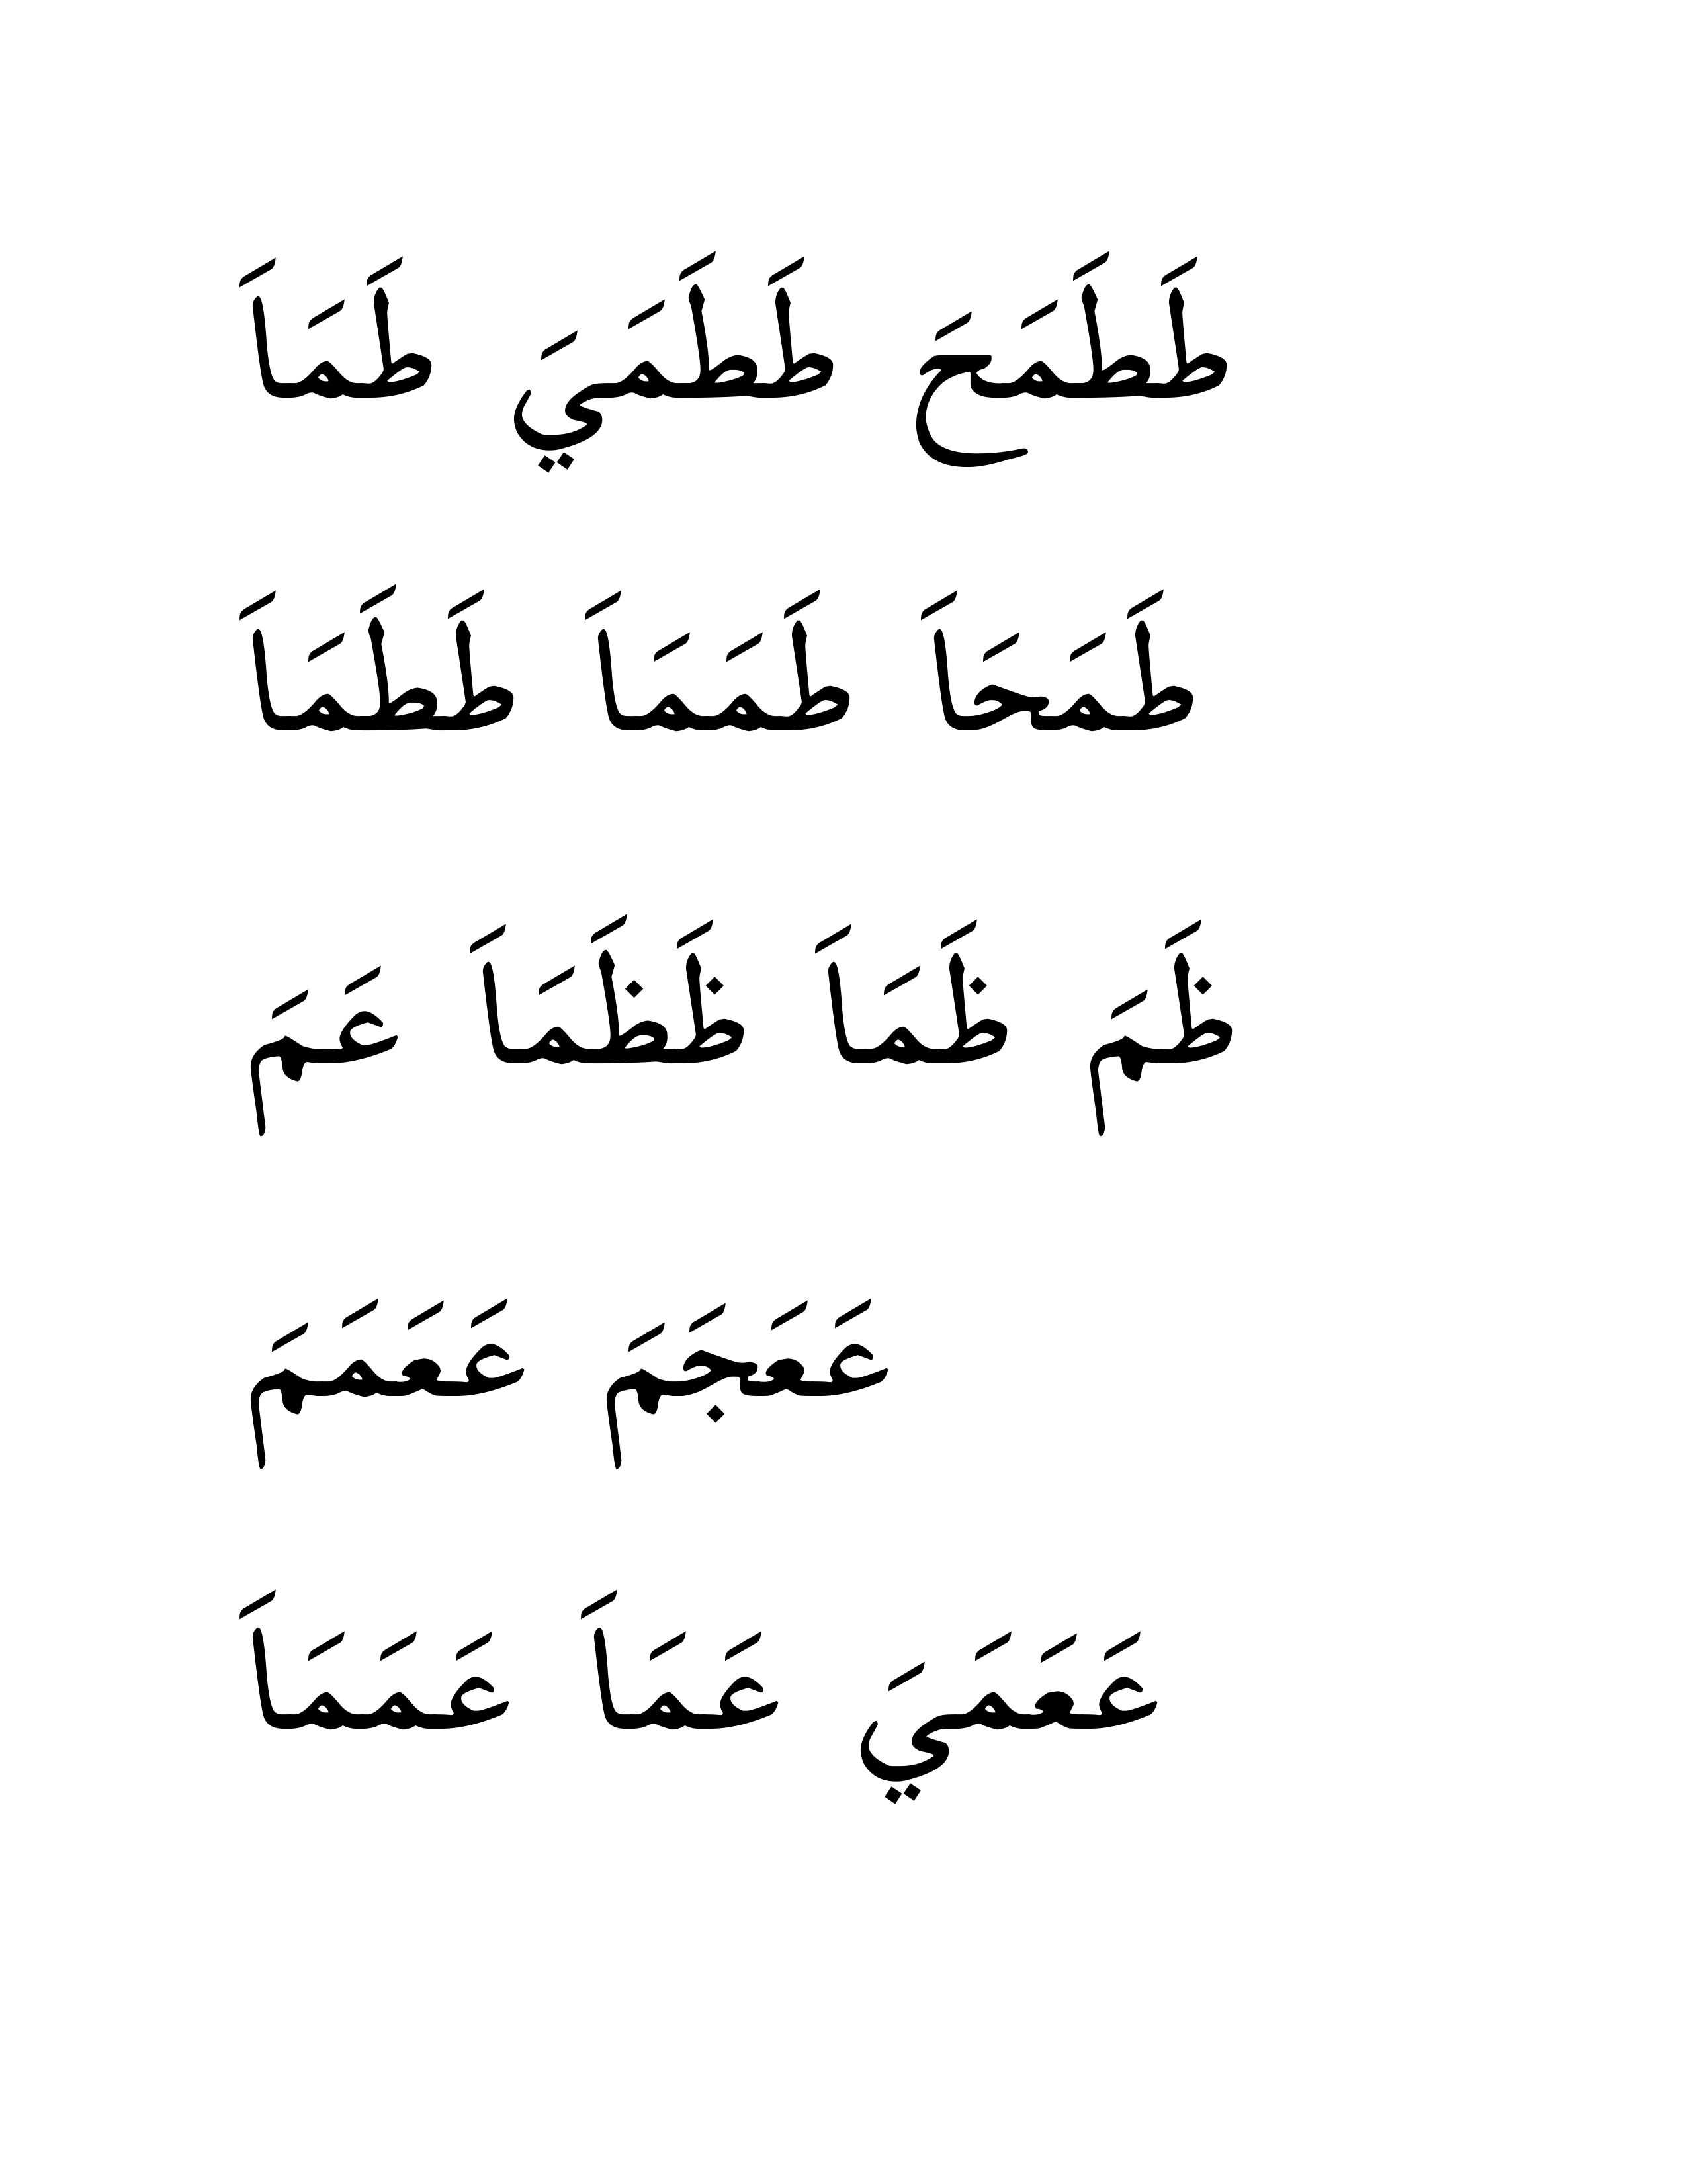 طَطَمَحَ طَطَمَيَ طَمَاَ
طَمَحَاَ طَمَمَاَ طَطَمَاَ
ظَمَ ظَمَاَ ظَظَمَاَ عَمَ
عَعَجَمَ عَعَمَمَ
عَعَمَيَ عَمَاَ عَمَمَاَ